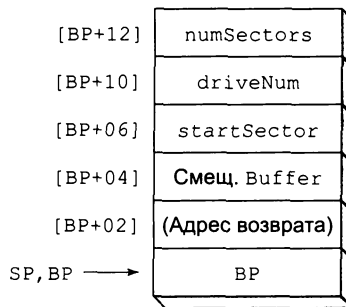 [BP+12] numSectors
[BP+10] driveNum
[BP+06] startSector
[BP+04] Смещ. Buffer
[BP+02] (Адрес возврата)
SP, BP BP